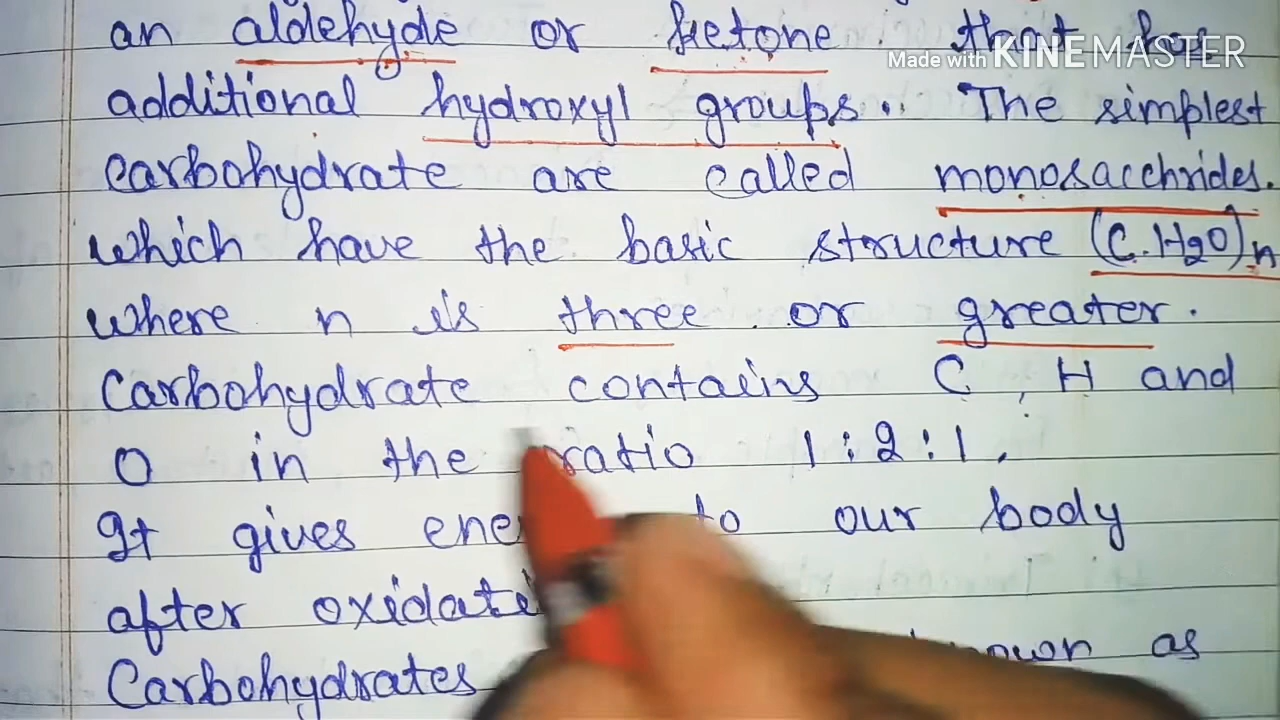 an aldehyde or ketone that has
Made with KINEMASTER
additional hydroxyl groups. The simplest
carbohydrate are called monosacchrides.
which have the basic structure (C.H2O)n
where n is three or greater.
Carbohydrate contains C, H and
O in the ratio 1:2:1.
It gives to our body
after
Carbohydrates as